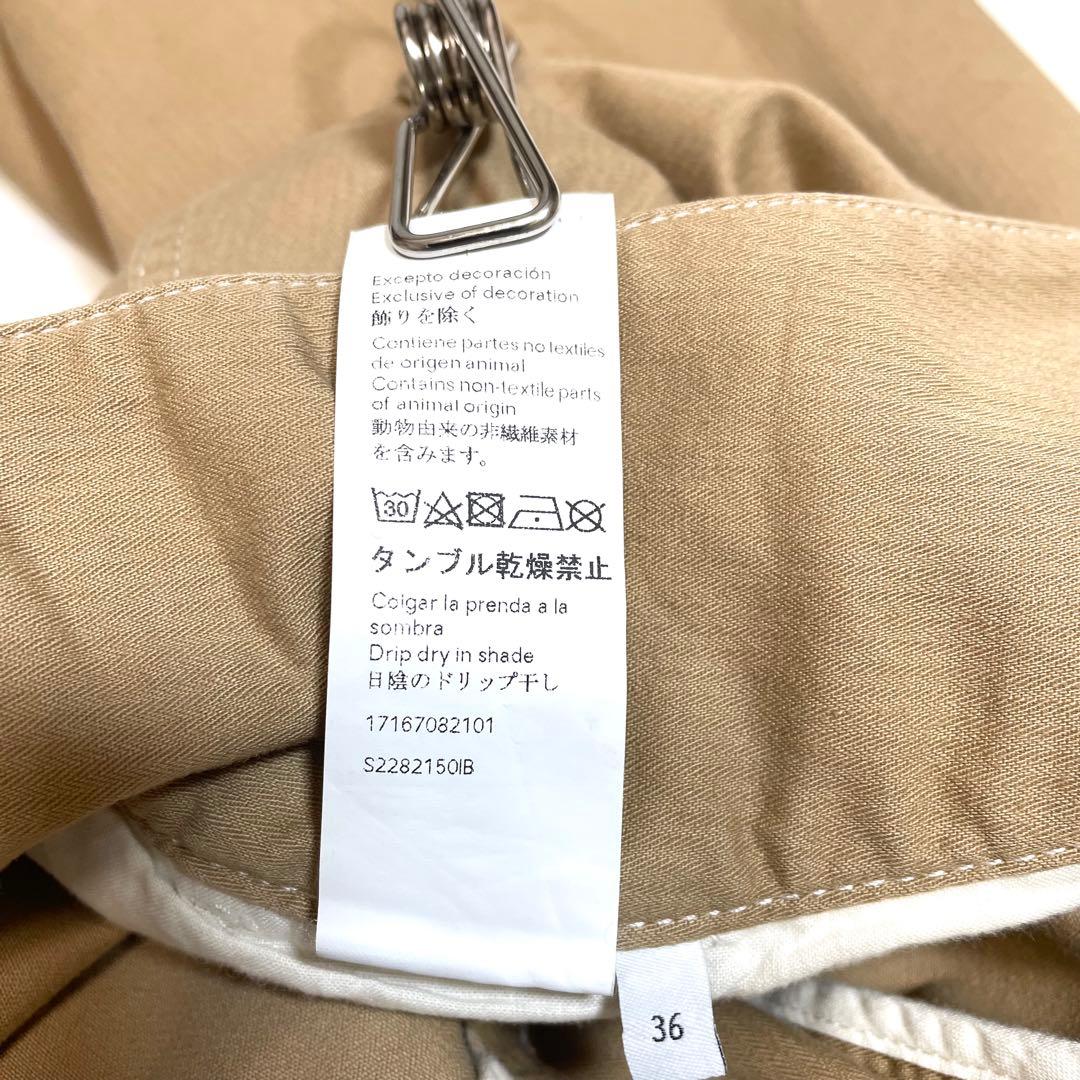 Excepto decoración
Exclusive of decoration
飾りを除く
Contiene partes no textiles
de origen animal
Contains non-textile parts
of animal origin
動物由来の非繊維素材
を含みます。
30
タンブル乾燥禁止
Colgar la prenda a la
sombra
Drip dry in shade
日陰のドリップ干し
17167082101
S2282150IB
36